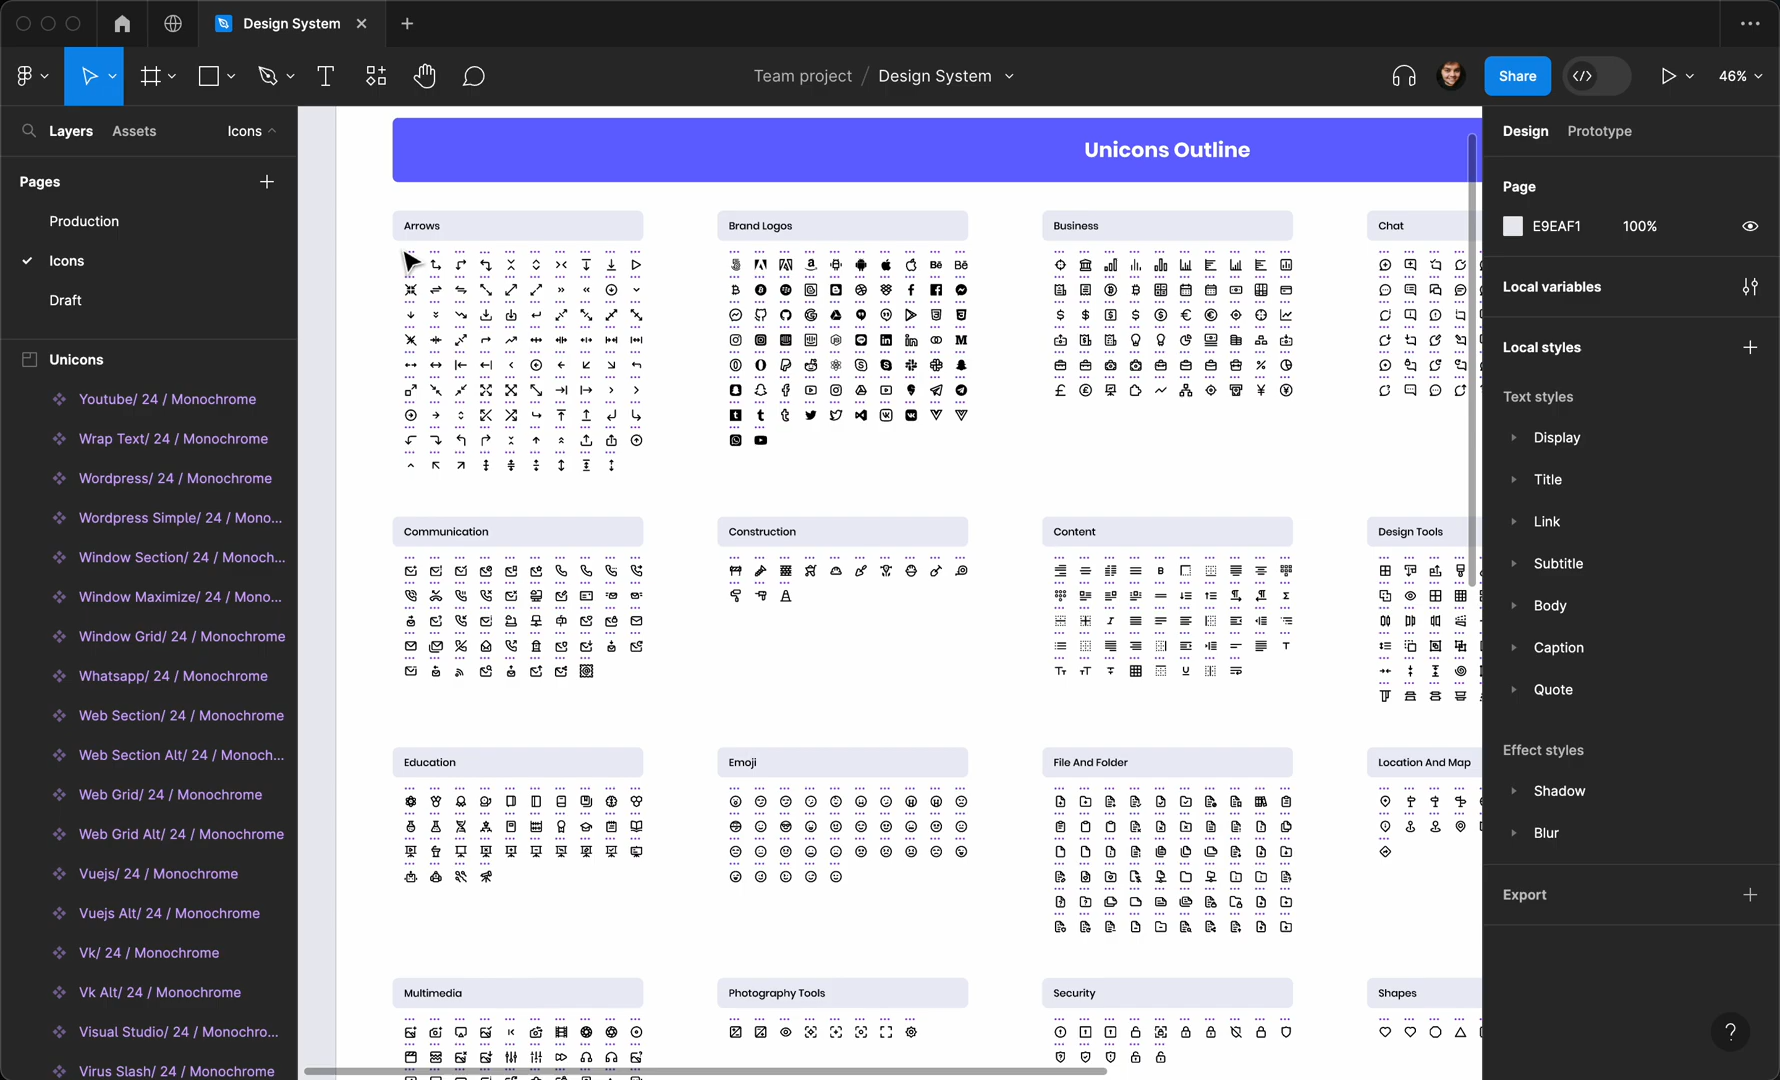 Design System
Team project / Design System
Share
46%
Layers
Assets
Icons
Pages
Production
Icons
Draft
Unicons
Youtube/ 24 / Monochrome
Wrap Text/ 24 / Monochrome
Wordpress/ 24 / Monochrome
Wordpress Simple/ 24 / Mono...
Window Section/ 24 / Monoch...
Window Maximize/ 24 / Mono...
Window Grid/ 24 / Monochrome
Whatsapp/ 24 / Monochrome
Web Section/ 24 / Monochrome
Web Section Alt/ 24 / Monoch...
Web Grid/ 24 / Monochrome
Web Grid Alt/ 24 / Monochrome
Vuejs/ 24 / Monochrome
Vuejs Alt/ 24 / Monochrome
Vk/ 24 / Monochrome
Vk Alt/ 24 / Monochrome
Visual Studio/ 24 / Monochro...
Virus Slash/ 24 / Monochrome
Unicons Outline
Arrows
Brand Logos
Business
Chat
Communication
Construction
Content
Design Tools
Education
Emoji
File And Folder
Location And Map
Multimedia
Photography Tools
Security
Shapes
Design
Prototype
Page
E9EAF1
100%
Local variables
Local styles
Text styles
Display
Title
Link
Subtitle
Body
Caption
Quote
Effect styles
Shadow
Blur
Export
?